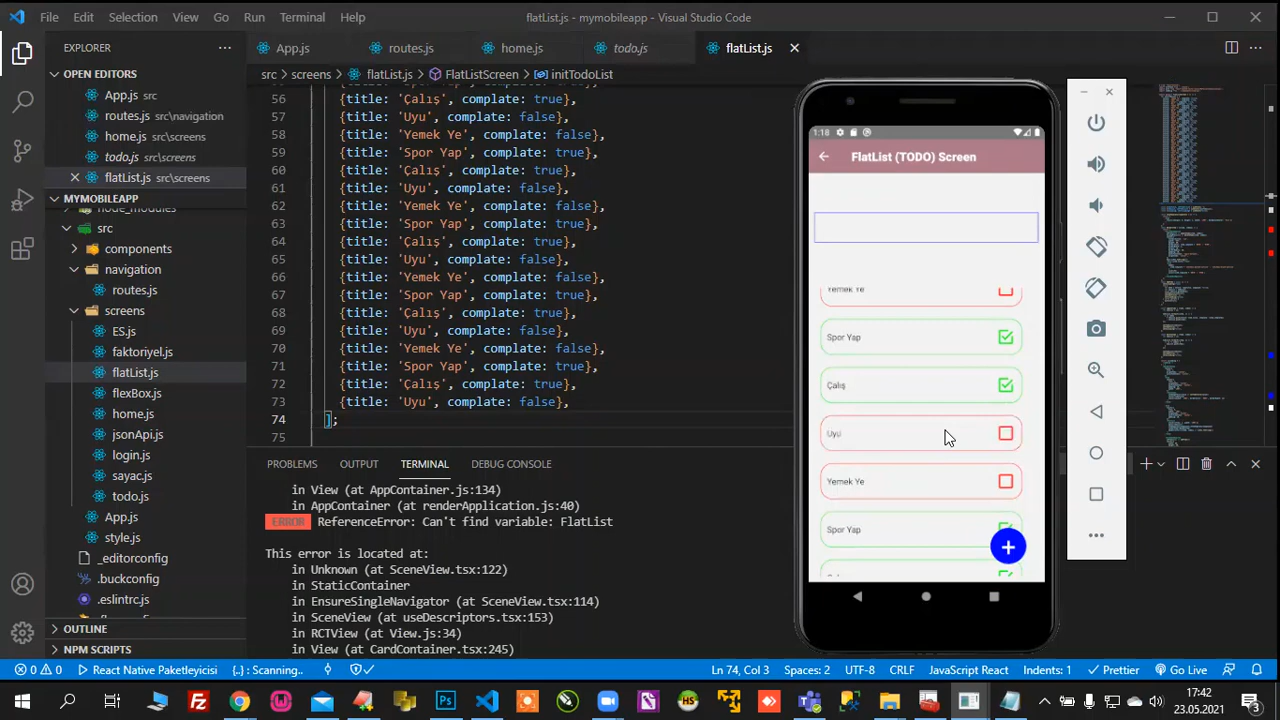 File Edit Selection View Go Run Terminal Help
flatList.js - mymobileapp - Visual Studio Code
EXPLORER
App.js
routes.js
home.js
todo.js
flatList.js
src > screens > flatList.js > FlatListScreen > initTodoList
OPEN EDITORS
App.js src
routes.js src\navigation
home.js src\screens
todo.js src\screens
flatList.js src\screens
MYMOBILEAPP
src
components
navigation
routes.js
screens
ES.js
faktoriyel.js
flatList.js
flexBox.js
home.js
jsonApi.js
login.js
sayac.js
todo.js
App.js
style.js
_editorconfig
.buckconfig
.eslintrc.js
OUTLINE
NPM SCRIPTS
56 {title: 'Çalış', complate: true},
57 {title: 'Uyu', complate: false},
58 {title: 'Yemek Ye', complate: false},
59 {title: 'Spor Yap', complate: true},
60 {title: 'Çalış', complate: true},
61 {title: 'Uyu', complate: false},
62 {title: 'Yemek Ye', complate: false},
63 {title: 'Spor Yap', complate: true},
64 {title: 'Çalış', complate: true},
65 {title: 'Uyu', complate: false},
66 {title: 'Yemek Ye', complate: false},
67 {title: 'Spor Yap', complate: true},
68 {title: 'Çalış', complate: true},
69 {title: 'Uyu', complate: false},
70 {title: 'Yemek Ye', complate: false},
71 {title: 'Spor Yap', complate: true},
72 {title: 'Çalış', complate: true},
73 {title: 'Uyu', complate: false},
74 ];
75
PROBLEMS OUTPUT TERMINAL DEBUG CONSOLE
in View (at AppContainer.js:134)
in AppContainer (at renderApplication.js:40)
ERROR ReferenceError: Can't find variable: FlatList
This error is located at:
in Unknown (at SceneView.tsx:122)
in StaticContainer
in EnsureSingleNavigator (at SceneView.tsx:114)
in SceneView (at useDescriptors.tsx:153)
in RCTView (at View.js:34)
in View (at CardContainer.tsx:245)
1:18
FlatList (TODO) Screen
Yemek Ye
Spor Yap
Çalış
Uyu
Yemek Ye
Spor Yap
0 0 React Native Paketleyicisi {..} : Scanning..
Ln 74, Col 3 Spaces: 2 UTF-8 CRLF JavaScript React Indents: 1 Prettier Go Live
17:42
23.05.2021